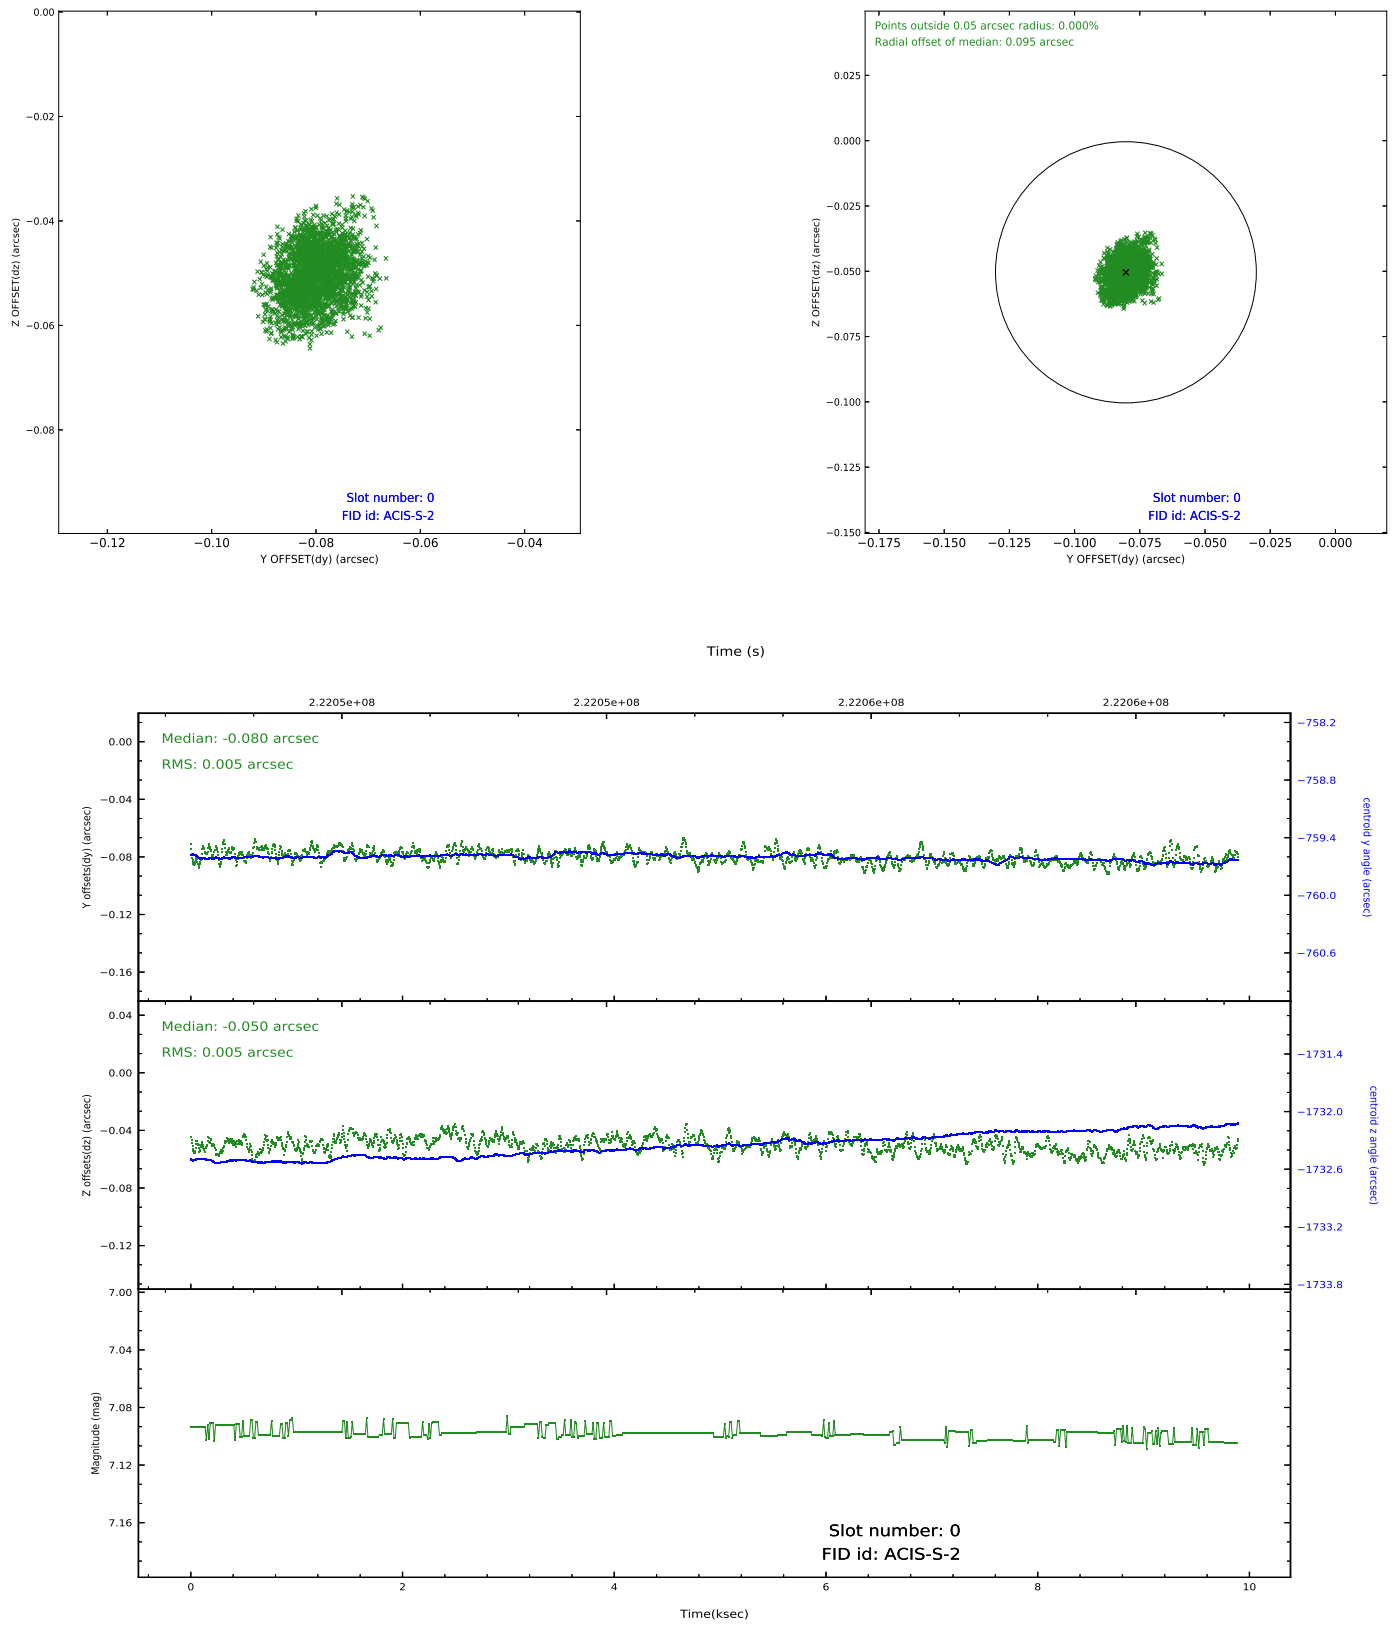 0.00
−0.02
−0.04
−0.06
−0.08
Z OFFSET(dz) (arcsec)
Slot number: 0
FID id: ACIS-S-2
−0.12
−0.10
−0.08
−0.06
−0.04
Y OFFSET(dy) (arcsec)
Points outside 0.05 arcsec radius: 0.000%
Radial offset of median: 0.095 arcsec
0.025
0.000
−0.025
−0.050
−0.075
−0.100
−0.125
−0.150
Z OFFSET(dz) (arcsec)
Slot number: 0
FID id: ACIS-S-2
−0.175
−0.150
−0.125
−0.100
−0.075
−0.050
−0.025
0.000
Y OFFSET(dy) (arcsec)
Time (s)
2.2205e+08
2.2205e+08
2.2206e+08
2.2206e+08
Median: -0.080 arcsec
RMS: 0.005 arcsec
0.00
−0.04
−0.08
−0.12
−0.16
Y offsets(dy) (arcsec)
−758.2
−758.8
−759.4
−760.0
−760.6
centroid y angle (arcsec)
Median: -0.050 arcsec
RMS: 0.005 arcsec
0.04
0.00
−0.04
−0.08
−0.12
Z offsets(dz) (arcsec)
−1731.4
−1732.0
−1732.6
−1733.2
−1733.8
centroid z angle (arcsec)
7.00
7.04
7.08
7.12
7.16
Magnitude (mag)
Slot number: 0
FID id: ACIS-S-2
0
2
4
6
8
10
Time(ksec)